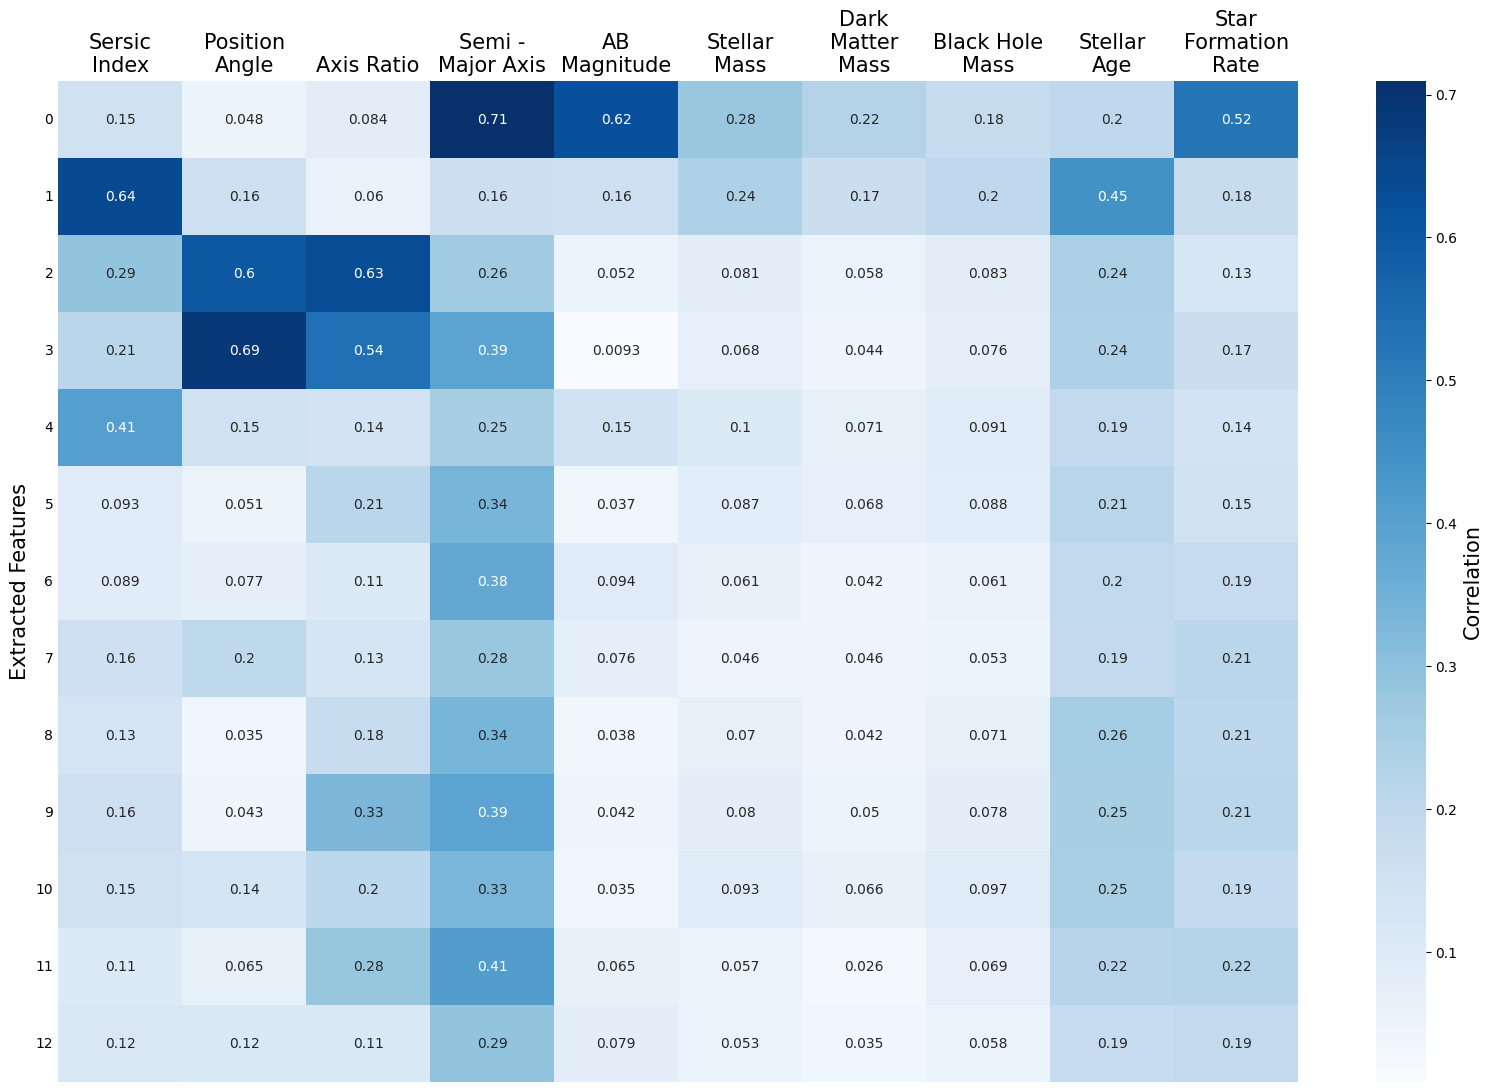 Dark
Star
Sersic Position Semi - AB Stellar Matter Black Hole Stellar Formation
Index Angle Axis Ratio Major Axis Magnitude Mass Mass Mass Age Rate
0 0.15 0.048 0.084 0.71 0.62 0.28 0.22 0.18 0.2 0.52
1 0.64 0.16 0.06 0.16 0.16 0.24 0.17 0.2 0.45 0.18
2 0.29 0.6 0.63 0.26 0.052 0.081 0.058 0.083 0.24 0.13
3 0.21 0.69 0.54 0.39 0.0093 0.068 0.044 0.076 0.24 0.17
4 0.41 0.15 0.14 0.25 0.15 0.1 0.071 0.091 0.19 0.14
5 0.093 0.051 0.21 0.34 0.037 0.087 0.068 0.088 0.21 0.15
6 0.089 0.077 0.11 0.38 0.094 0.061 0.042 0.061 0.2 0.19
7 0.16 0.2 0.13 0.28 0.076 0.046 0.046 0.053 0.19 0.21
8 0.13 0.035 0.18 0.34 0.038 0.07 0.042 0.071 0.26 0.21
9 0.16 0.043 0.33 0.39 0.042 0.08 0.05 0.078 0.25 0.21
10 0.15 0.14 0.2 0.33 0.035 0.093 0.066 0.097 0.25 0.19
11 0.11 0.065 0.28 0.41 0.065 0.057 0.026 0.069 0.22 0.22
12 0.12 0.12 0.11 0.29 0.079 0.053 0.035 0.058 0.19 0.19
Extracted Features
0.7
0.6
0.5
0.4
0.3
0.2
0.1
Correlation